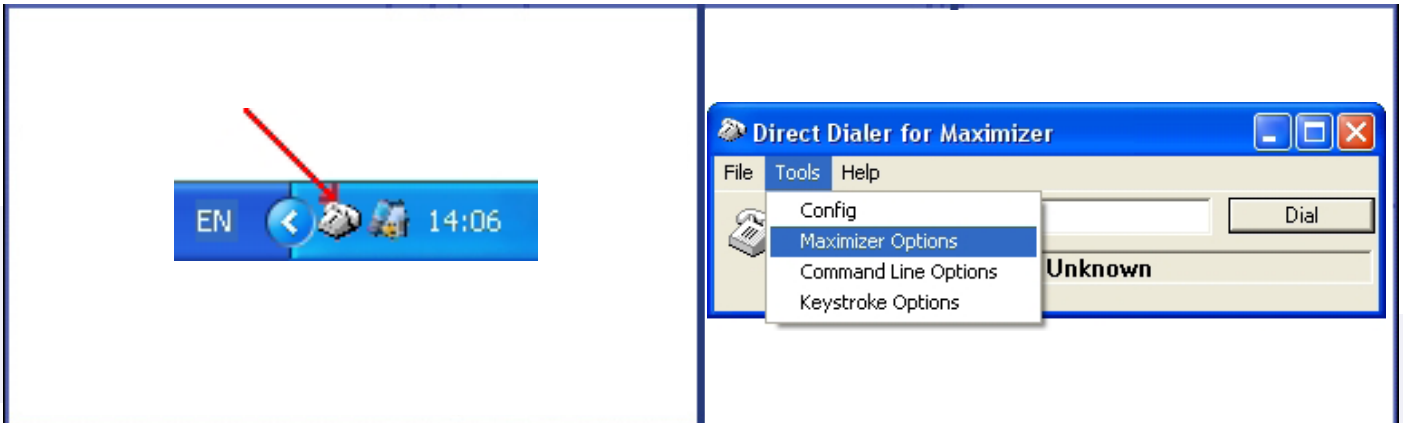 EN 14:06
Direct Dialer for Maximizer
File Tools Help
Config
Dial
Maximizer Options
Command Line Options
Unknown
Keystroke Options